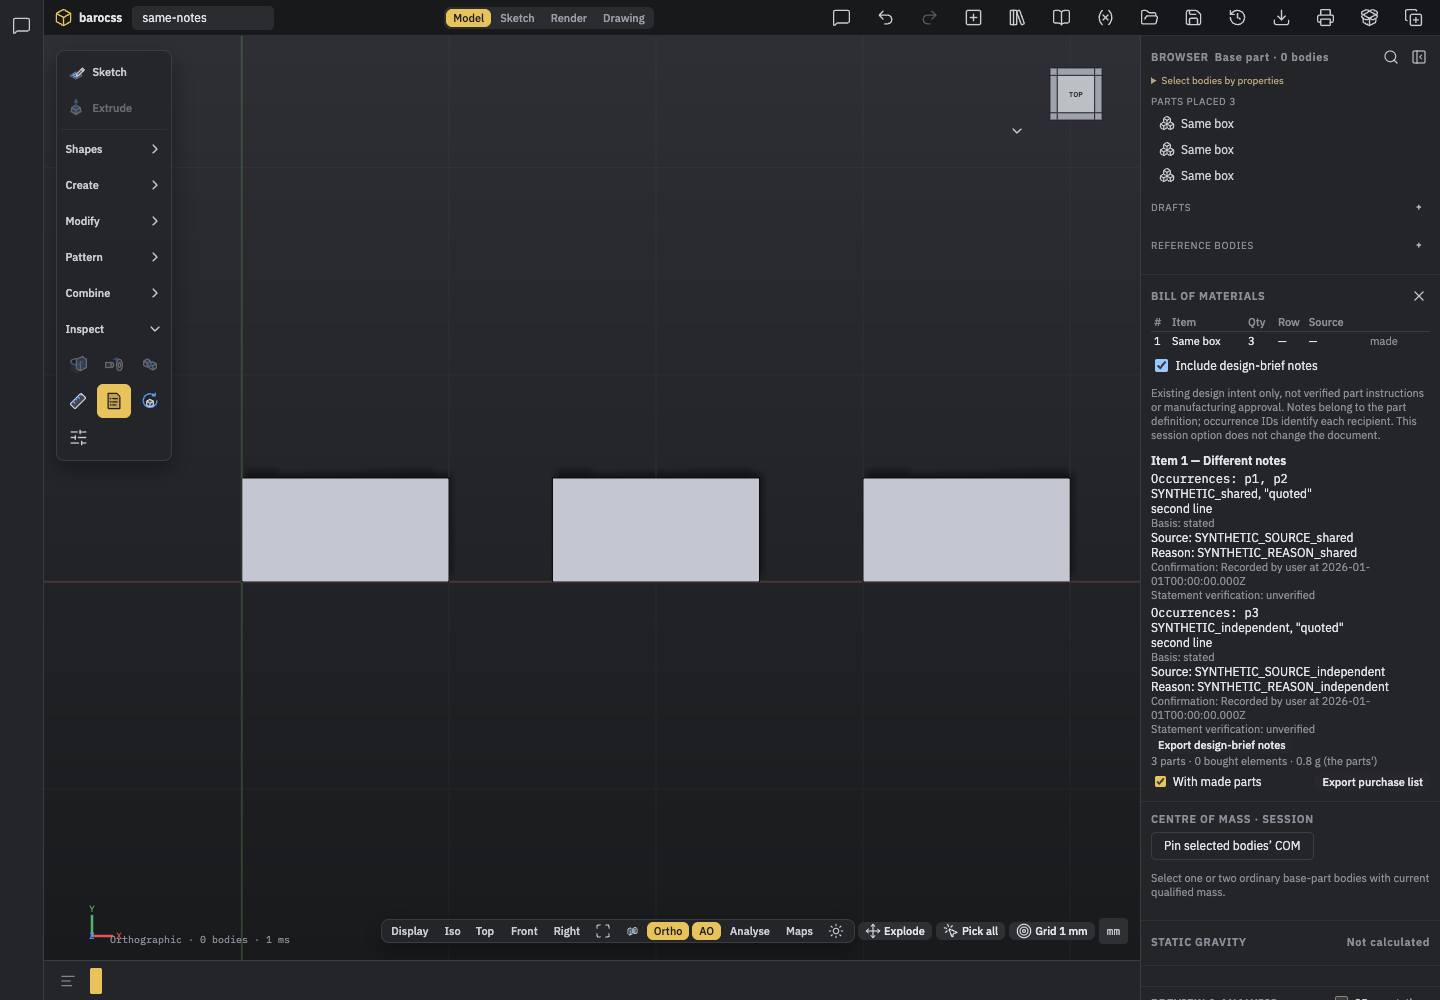 barocss
same-notes
Model Sketch Render Drawing
Sketch
Extrude
Shapes
Create
Modify
Pattern
Combine
Inspect
TOP
BROWSER Base part · 0 bodies
Select bodies by properties
PARTS PLACED 3
Same box
Same box
Same box
DRAFTS +
REFERENCE BODIES +
BILL OF MATERIALS
# Item Qty Row Source
1 Same box 3 — — made
Include design-brief notes
Existing design intent only, not verified part instructions
or manufacturing approval. Notes belong to the part
definition; occurrence IDs identify each recipient. This
session option does not change the document.
Item 1 — Different notes
Occurrences: p1, p2
SYNTHETIC_shared, "quoted"
second line
Basis: stated
Source: SYNTHETIC_SOURCE_shared
Reason: SYNTHETIC_REASON_shared
Confirmation: Recorded by user at 2026-01-
01T00:00:00.000Z
Statement verification: unverified
Occurrences: p3
SYNTHETIC_independent, "quoted"
second line
Basis: stated
Source: SYNTHETIC_SOURCE_independent
Reason: SYNTHETIC_REASON_independent
Confirmation: Recorded by user at 2026-01-
01T00:00:00.000Z
Statement verification: unverified
Export design-brief notes
3 parts · 0 bought elements · 0.8 g (the parts')
With made parts Export purchase list
CENTRE OF MASS · SESSION
Pin selected bodies’ COM
Select one or two ordinary base-part bodies with current
qualified mass.
STATIC GRAVITY Not calculated
Y
Z X
Orthographic · 0 bodies · 1 ms
Display Iso Top Front Right Ortho AO Analyse Maps Explode Pick all Grid 1 mm mm